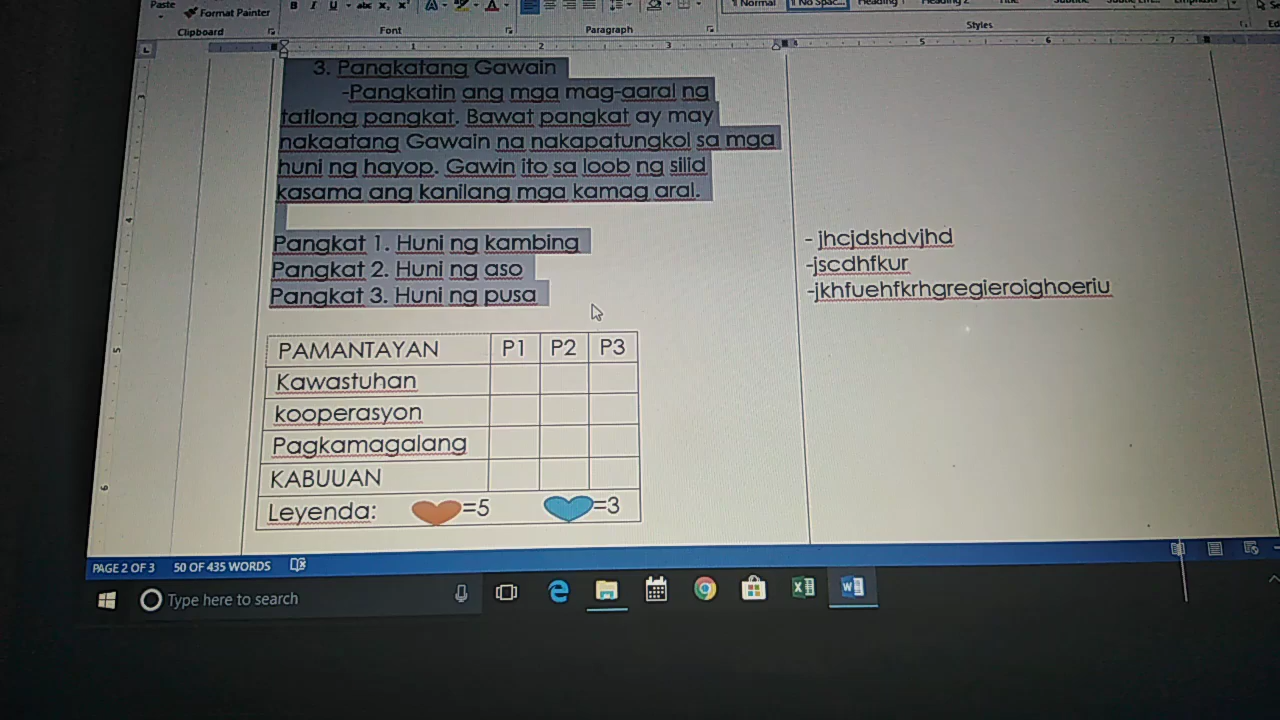 Paste
Format Painter
Clipboard
Font
Paragraph
Styles
1 Normal
1 No Spac...
3. Pangkatang Gawain
-Pangkatin ang mga mag-aaral ng
tatlong pangkat. Bawat pangkat ay may
nakaatang Gawain na nakapatungkol sa mga
huni ng hayop. Gawin ito sa loob ng silid
kasama ang kanilang mga kamag aral.
Pangkat 1. Huni ng kambing
Pangkat 2. Huni ng aso
Pangkat 3. Huni ng pusa
- jhcjdshdvjhd
-jscdhfkur
-jkhfuehfkrhgregieroighoeriu
PAMANTAYAN P1 P2 P3
Kawastuhan
kooperasyon
Pagkamagalang
KABUUAN
Leyenda: =5 =3
PAGE 2 OF 3 50 OF 435 WORDS
Type here to search